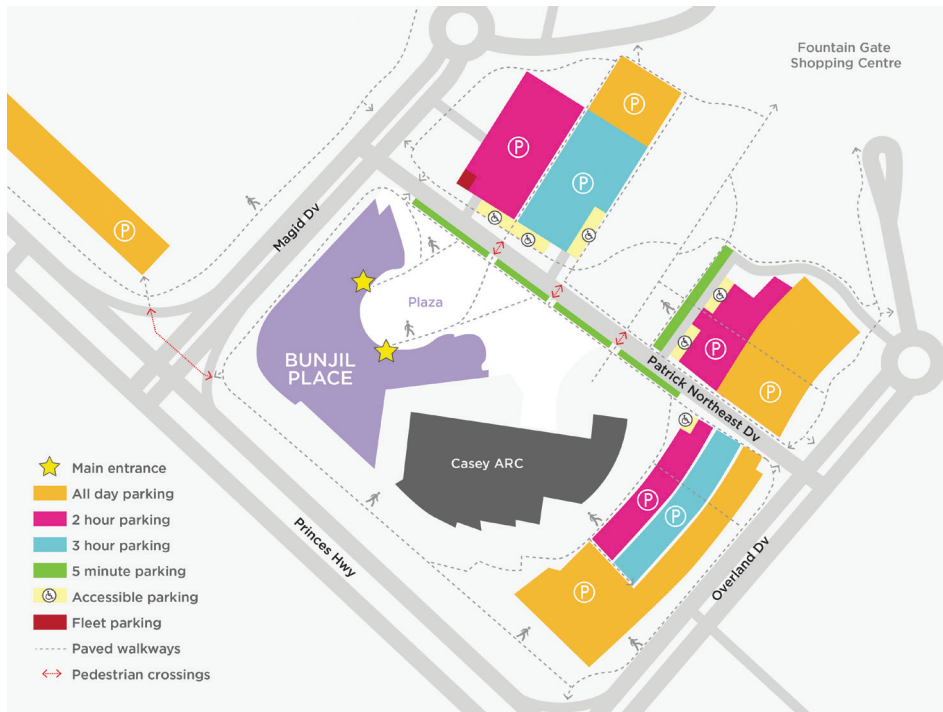 Fountain Gate
Shopping Centre
P
P
P
P
Magid Dv
Plaza
BUNJIL
PLACE
P
P
Patrick Northeast Dv
Casey ARC
P
P
P
Overland Dv
Princes Hwy
Main entrance
All day parking
2 hour parking
3 hour parking
5 minute parking
Accessible parking
Fleet parking
Paved walkways
Pedestrian crossings